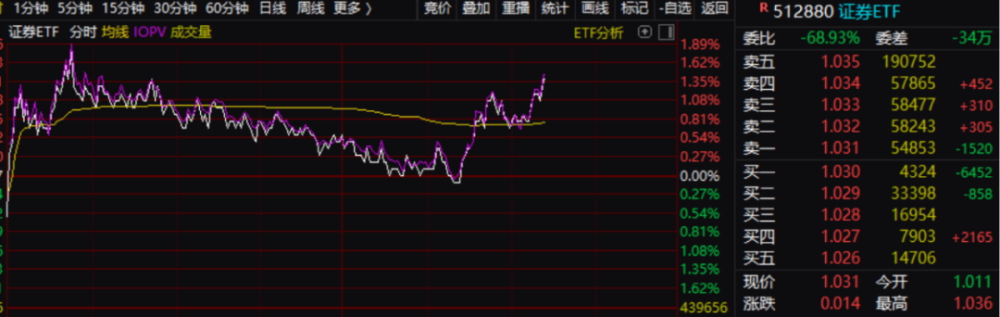 1分钟 5分钟 15分钟 30分钟 60分钟 日线 周线 更多 〉 竞价 叠加 重播 统计 画线 标记 -自选 返回
证券ETF 分时 均线 IOPV 成交量 ETF分析
1.89%
1.62%
1.35%
1.08%
0.81%
0.54%
0.27%
0.00%
0.27%
0.54%
0.81%
1.08%
1.35%
1.62%
439656
R 512880 证券ETF
委比 -68.93% 委差 -34万
卖五 1.035 190752
卖四 1.034 57865 +452
卖三 1.033 58477 +310
卖二 1.032 58243 +305
卖一 1.031 54853 -1520
买一 1.030 4324 -6452
买二 1.029 33398 -858
买三 1.028 16954
买四 1.027 7903 +2165
买五 1.026 14706
现价 1.031 今开 1.011
涨跌 0.014 最高 1.036